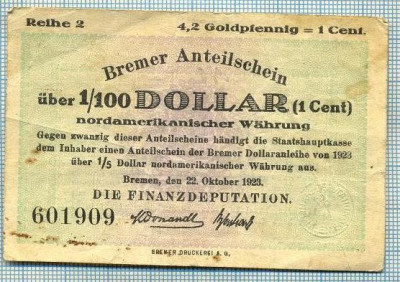 Reihe 2 4,2 Goldpfennig = 1 Cent.
Bremer Anteilschein
über 1/100 DOLLAR (1 Cent)
nordamerikanischer Währung
Gegen zwanzig dieser Anteilscheine händigt die Staatshauptkasse
dem Inhaber einen Anteilschein der Bremer Dollaranleihe von 1923
über 1/5 Dollar nordamerikanischer Währung aus.
Bremen, den 22. Oktober 1923.
DIE FINANZDEPUTATION.
601909
BREMER DRUCKEREI A. G.